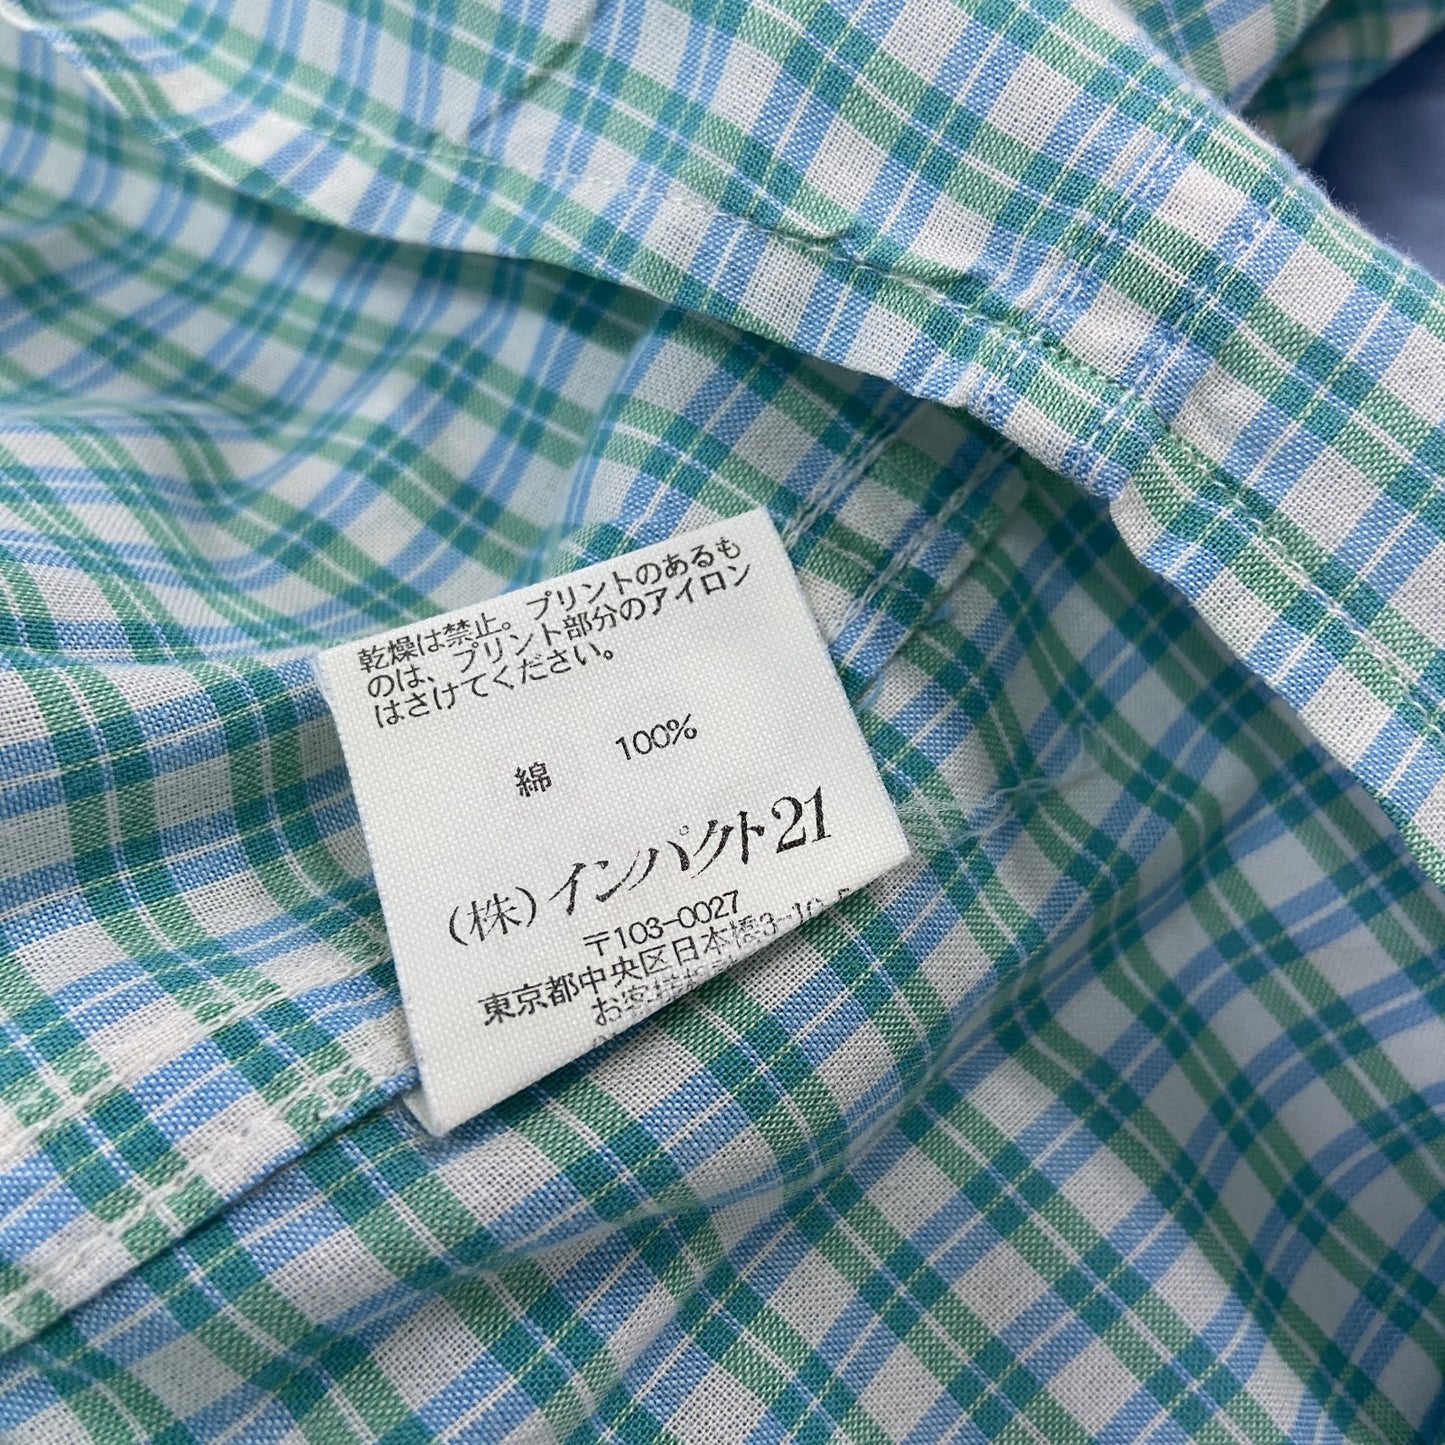 乾燥は禁止。プリントのあるも
のは、プリント部分のアイロン
はさけてください。
綿 100%
(株)インパクト21
〒103-0027
東京都中央区日本橋3-10
お客様